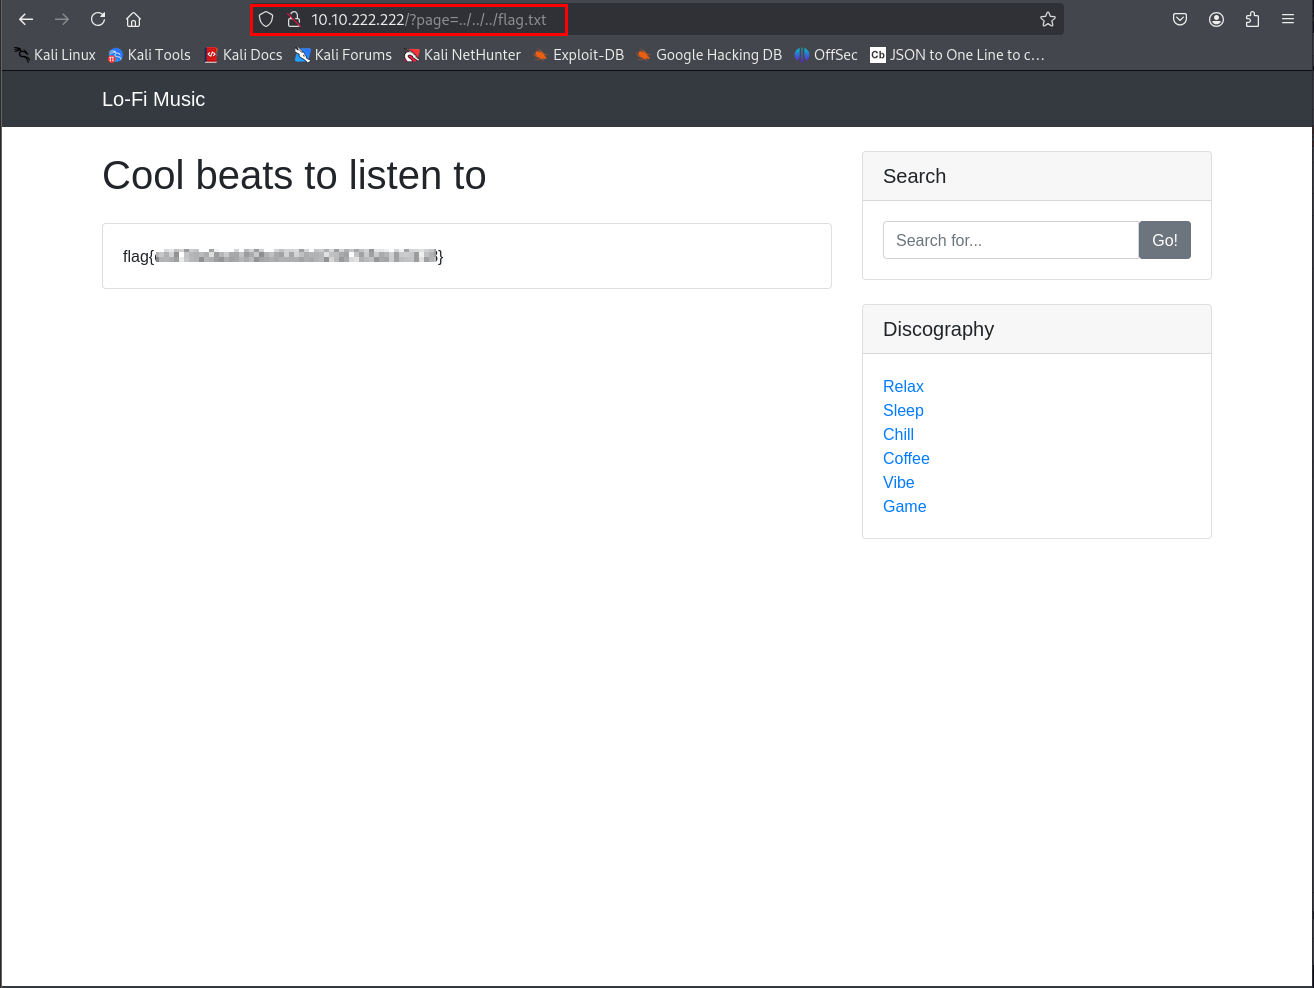 10.10.222.222/?page=../../../flag.txt
Kali Linux Kali Tools Kali Docs Kali Forums Kali NetHunter Exploit-DB Google Hacking DB OffSec Cb JSON to One Line to c…
Lo-Fi Music
Cool beats to listen to
flag{ }
Search
Search for...
Go!
Discography
Relax
Sleep
Chill
Coffee
Vibe
Game